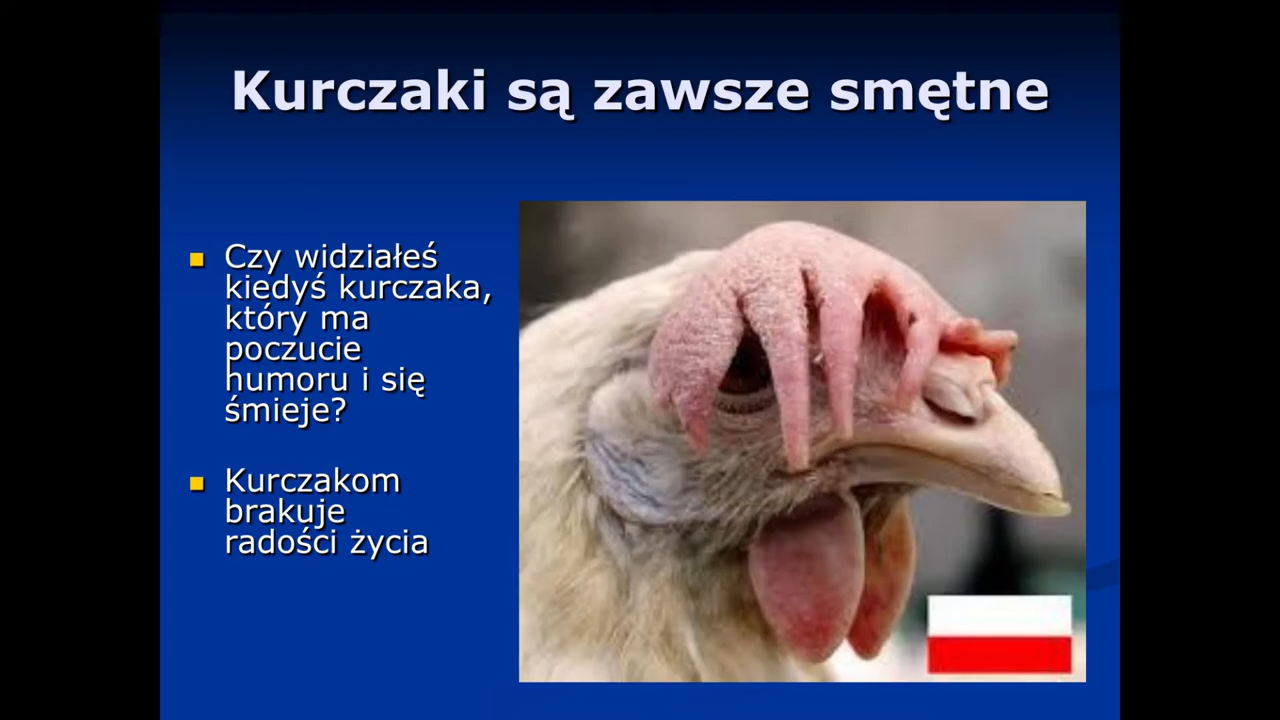 Kurczaki są zawsze smętne
Czy widziałeś
kiedyś kurczaka,
który ma
poczucie
humoru i się
śmieje?
Kurczakom
brakuje
radości życia